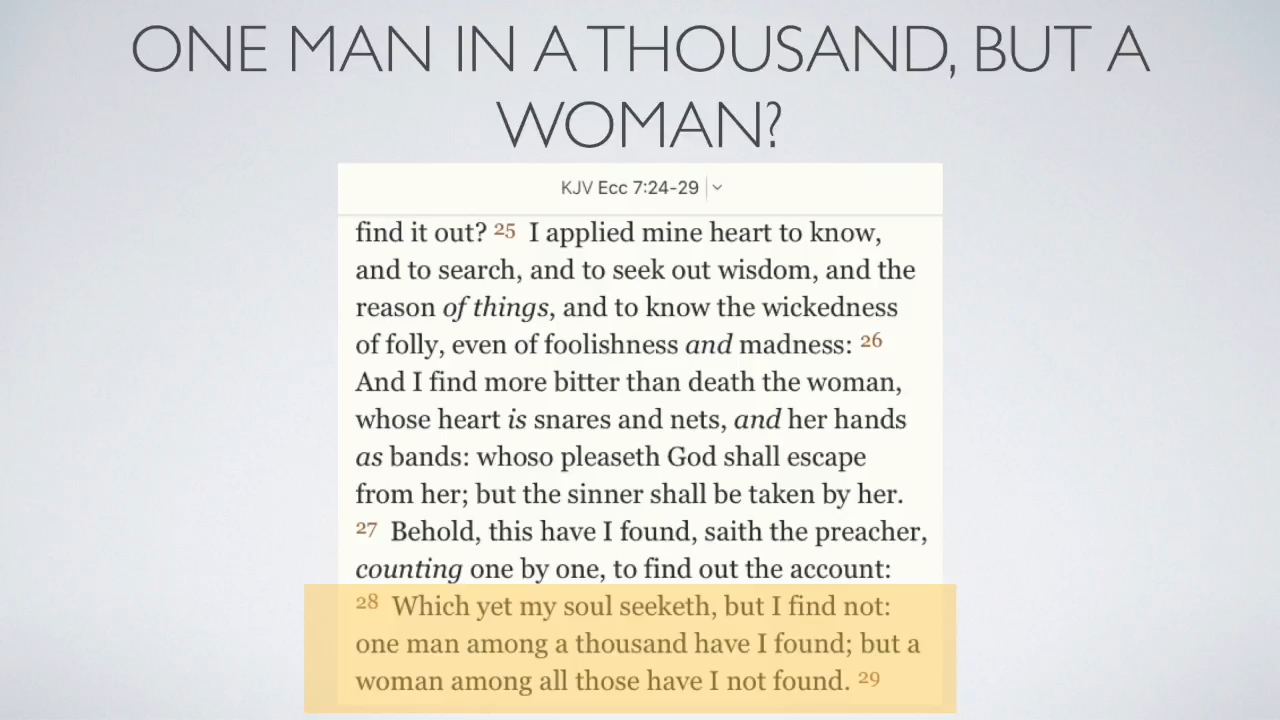 ONE MAN IN A THOUSAND, BUT A
WOMAN?
KJV Ecc 7:24-29
find it out? 25 I applied mine heart to know,
and to search, and to seek out wisdom, and the
reason of things, and to know the wickedness
of folly, even of foolishness and madness: 26
And I find more bitter than death the woman,
whose heart is snares and nets, and her hands
as bands: whoso pleaseth God shall escape
from her; but the sinner shall be taken by her.
27 Behold, this have I found, saith the preacher,
counting one by one, to find out the account:
28 Which yet my soul seeketh, but I find not:
one man among a thousand have I found; but a
woman among all those have I not found. 29